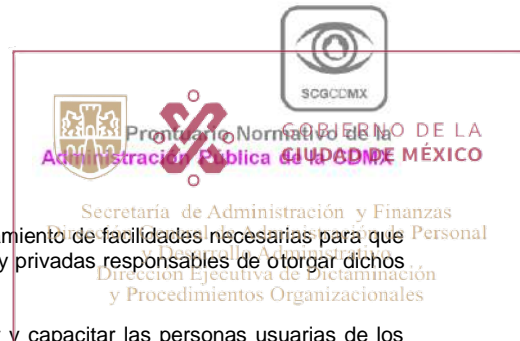 SCGCDMX
Prontuario Normativo de la
Administración Pública de la CDMX
GOBIERNO DE LA
CIUDAD DE MÉXICO
Secretaría de Administración y Finanzas
Dirección General de Administración de Personal
y Desarrollo Administrativo
Dirección Ejecutiva de Dictaminación
y Procedimientos Organizacionales
amiento de facilidades necesarias para que
y privadas responsables de otorgar dichos
y capacitar las personas usuarias de los